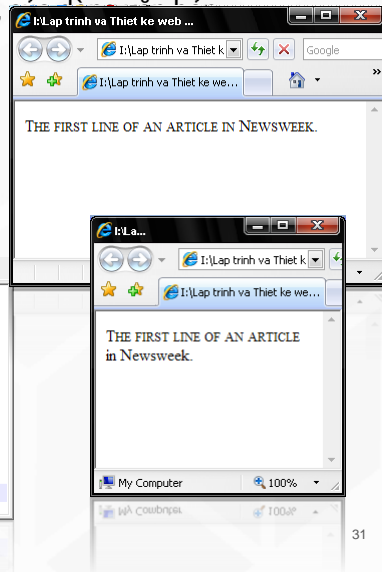 I:\Lap trinh va Thiet ke web ...
I:\Lap trinh va Thiet k
Google
I:\Lap trinh va Thiet ke we...
»
THE FIRST LINE OF AN ARTICLE IN NEWSWEEK.
I:\La...
I:\Lap trinh va Thiet k
I:\Lap trinh va Thiet ke we...
THE FIRST LINE OF AN ARTICLE
in Newsweek.
My Computer
100%
31